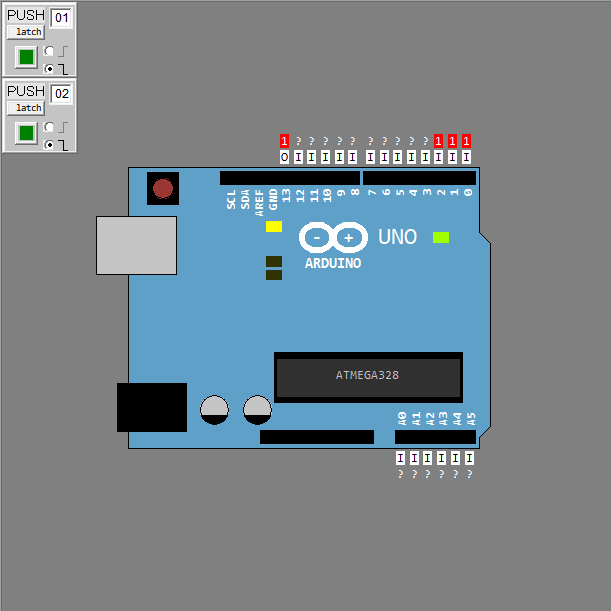 PUSH 01
latch
PUSH 02
latch
1 ? ? ? ? ? ? ? ? ? ? 1 1 1
O I I I I I I I I I I I I I
SCL SDA AREF GND 13 12 11 10 9 8 7 6 5 4 3 2 1 0
- + UNO
ARDUINO
ATMEGA328
A0 A1 A2 A3 A4 A5
I I I I I I
? ? ? ? ? ?